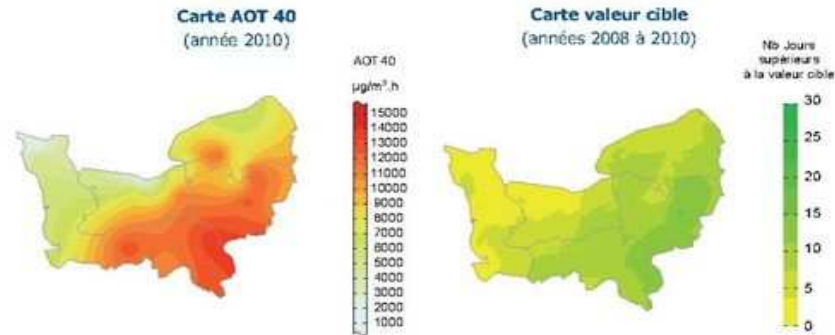 Carte AOT 40
(année 2010)
AOT 40
µg/m³.h
15000
14000
13000
12000
11000
10000
9000
8000
7000
6000
5000
4000
3000
2000
1000
Carte valeur cible
(années 2008 à 2010)
Nb Jours
supérieurs
à la valeur cible
30
25
20
15
10
5
0